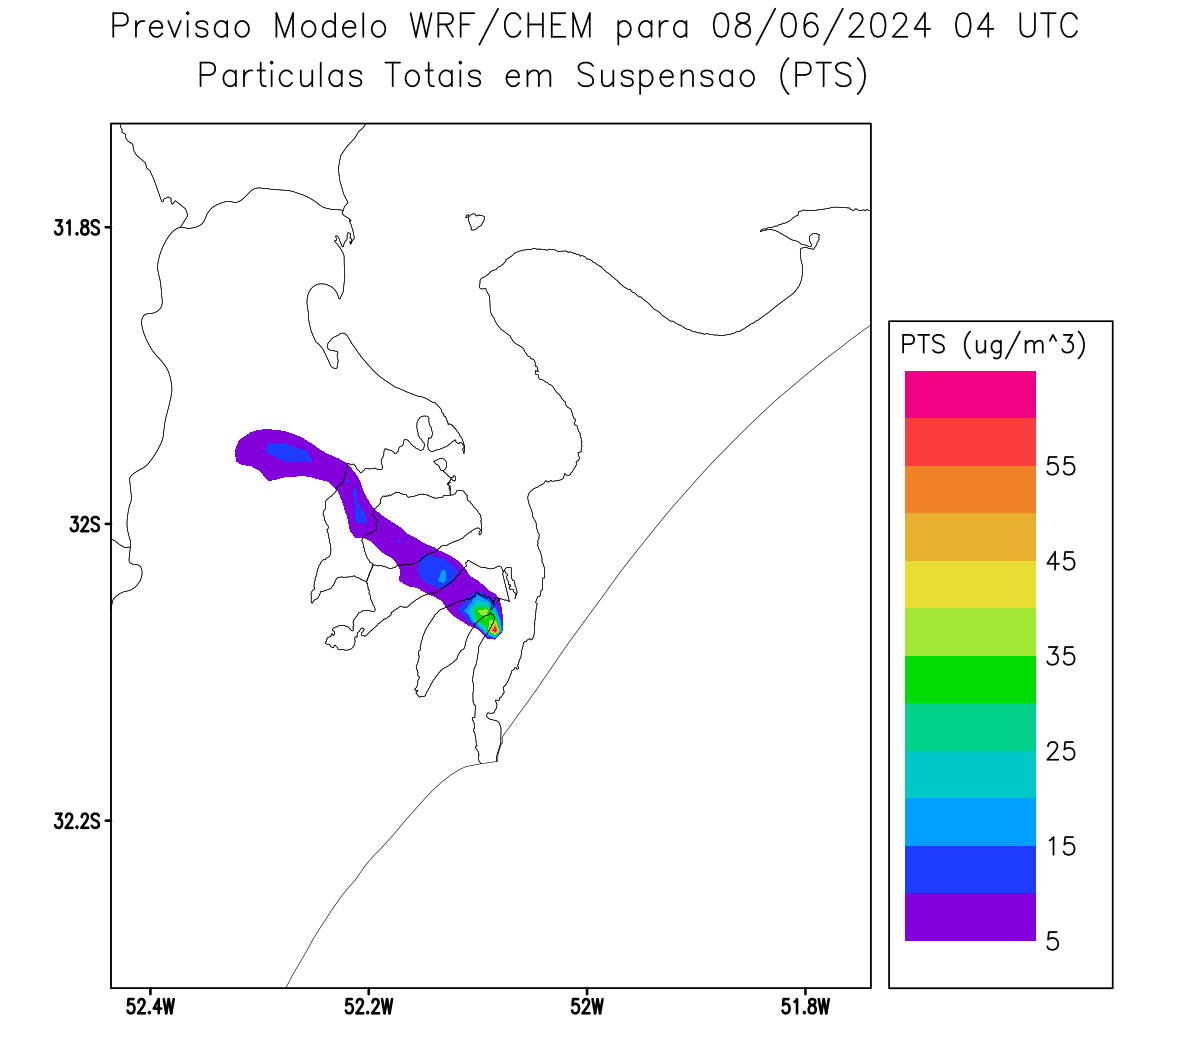 Previsao Modelo WRF/CHEM para 08/06/2024 04 UTC
Particulas Totais em Suspensao (PTS)
31.8S
32S
32.2S
52.4W
52.2W
52W
51.8W
PTS (ug/m^3)
55
45
35
25
15
5